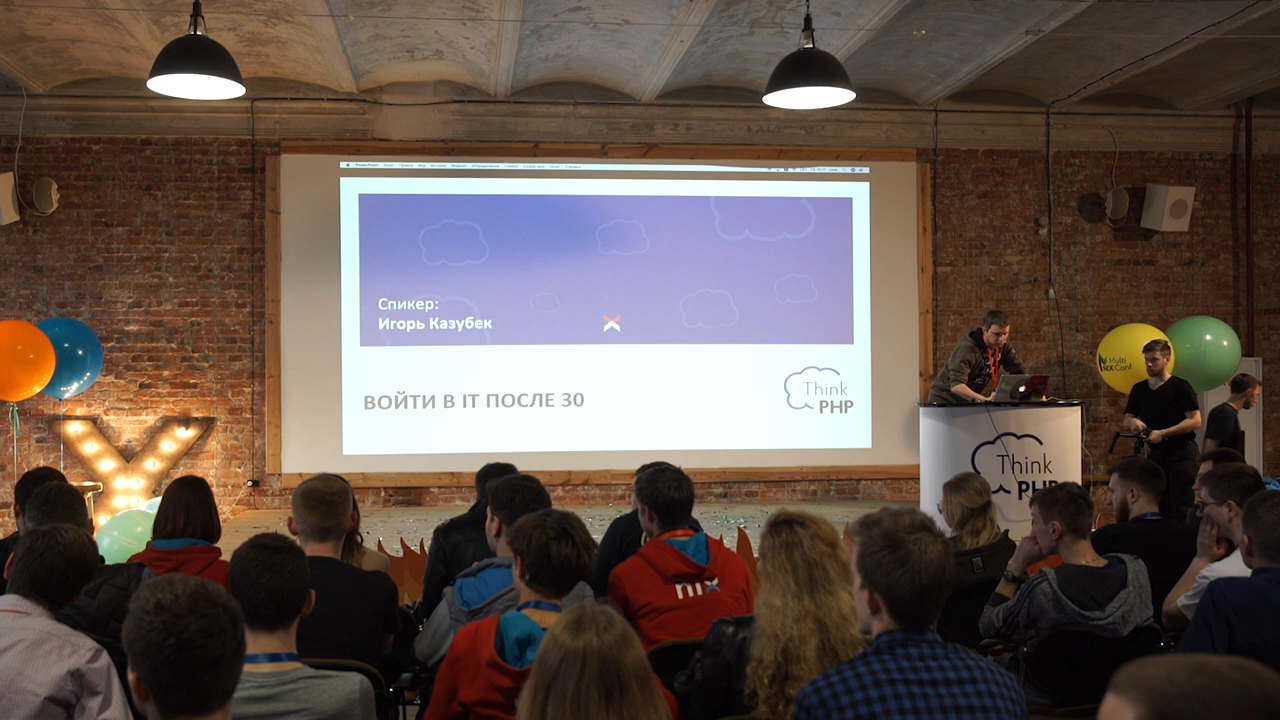 Спикер:
Игорь Казубек
ВОЙТИ В IT ПОСЛЕ 30
Think
PHP
Multi
NIX Conf
Think
PHP
nix